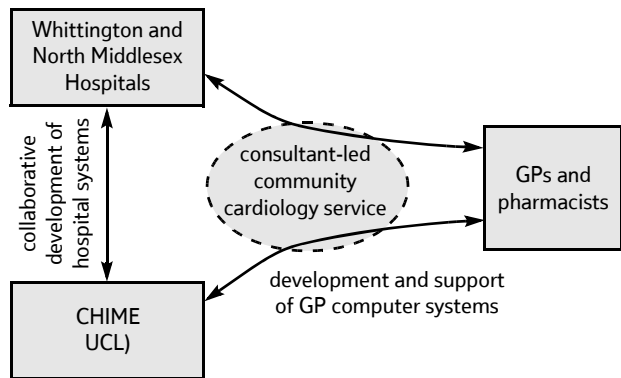 Whittington and
North Middlesex
Hospitals
collaborative
development of
hospital systems
consultant-led
community
cardiology service
GPs and
pharmacists
development and support
of GP computer systems
CHIME
UCL)